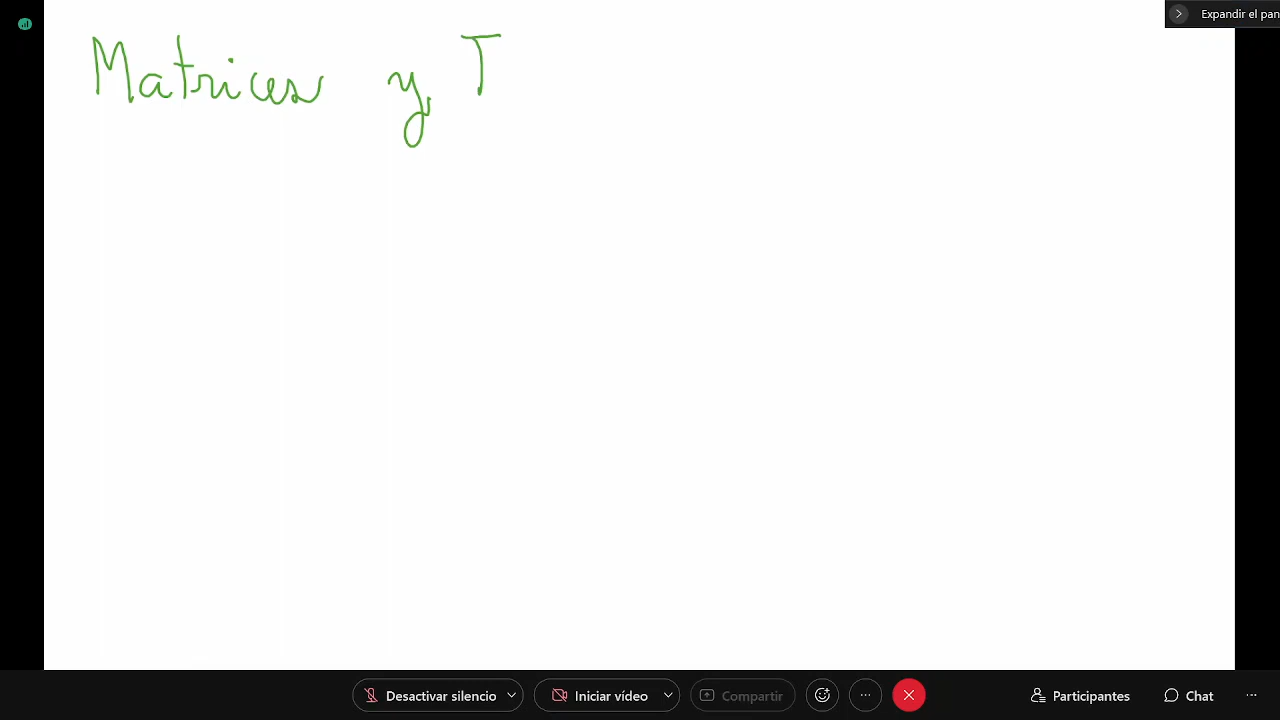 Expandir el pan
Matrices y T
Desactivar silencio
Iniciar vídeo
Compartir
Participantes
Chat